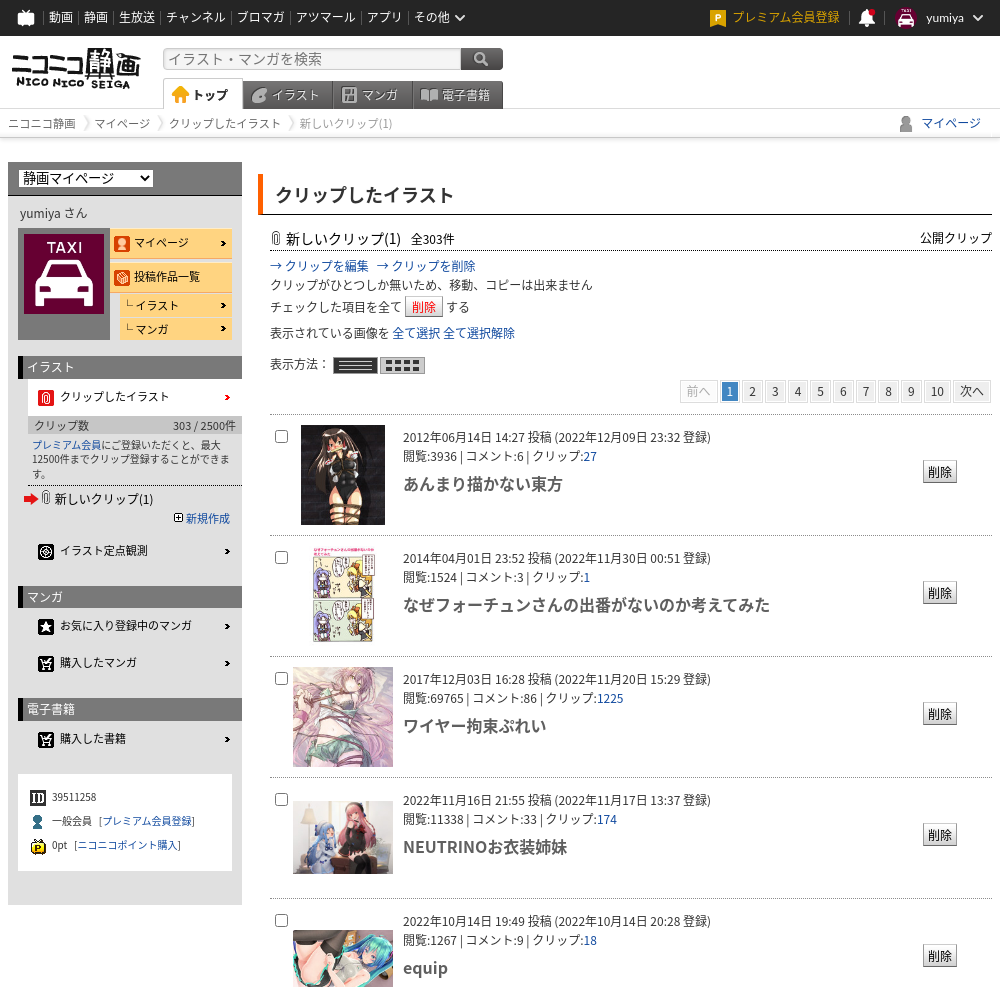 動画 静画 生放送 チャンネル ブロマガ アツマール アプリ その他 プレミアム会員登録 yumiya
ニコニコ静画
NICO NICO SEIGA
イラスト・マンガを検索
トップ イラスト マンガ 電子書籍
ニコニコ静画 マイページ クリップしたイラスト 新しいクリップ(1) マイページ
静画マイページ
yumiya さん
TAXI
マイページ
投稿作品一覧
└ イラスト
└ マンガ
イラスト
クリップしたイラスト
クリップ数 303 / 2500件
プレミアム会員にご登録いただくと、最大
12500件までクリップ登録することができま
す。
新しいクリップ(1)
新規作成
イラスト定点観測
マンガ
お気に入り登録中のマンガ
購入したマンガ
電子書籍
購入した書籍
ID 39511258
一般会員 [プレミアム会員登録]
0pt [ニコニコポイント購入]
クリップしたイラスト
新しいクリップ(1) 全303件 公開クリップ
→クリップを編集 →クリップを削除
クリップがひとつしか無いため、移動、コピーは出来ません
チェックした項目を全て 削除 する
表示されている画像を 全て選択 全て選択解除
表示方法：
前へ 1 2 3 4 5 6 7 8 9 10 次へ
2012年06月14日 14:27 投稿 (2022年12月09日 23:32 登録)
閲覧:3936 | コメント:6 | クリップ:27
あんまり描かない東方
削除
2014年04月01日 23:52 投稿 (2022年11月30日 00:51 登録)
閲覧:1524 | コメント:3 | クリップ:1
なぜフォーチュンさんの出番がないのか考えてみた
削除
2017年12月03日 16:28 投稿 (2022年11月20日 15:29 登録)
閲覧:69765 | コメント:86 | クリップ:1225
ワイヤー拘束ぷれい
削除
2022年11月16日 21:55 投稿 (2022年11月17日 13:37 登録)
閲覧:11338 | コメント:33 | クリップ:174
NEUTRINOお衣装姉妹
削除
2022年10月14日 19:49 投稿 (2022年10月14日 20:28 登録)
閲覧:1267 | コメント:9 | クリップ:18
equip
削除